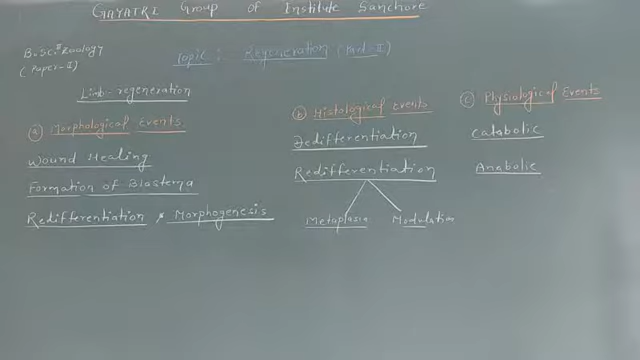 GAYATRI Group of Institute Sanchore
B.Sc. II Zoology
(Paper-II)
Topic : Regeneration (Part-II)
Limb-regeneration
(a) Morphological Events
Wound Healing
Formation of Blastema
Redifferentiation & Morphogenesis
(b) Histological Events
Dedifferentiation
Redifferentiation
Metaplasia Modulation
(c) Physiological Events
Catabolic
Anabolic